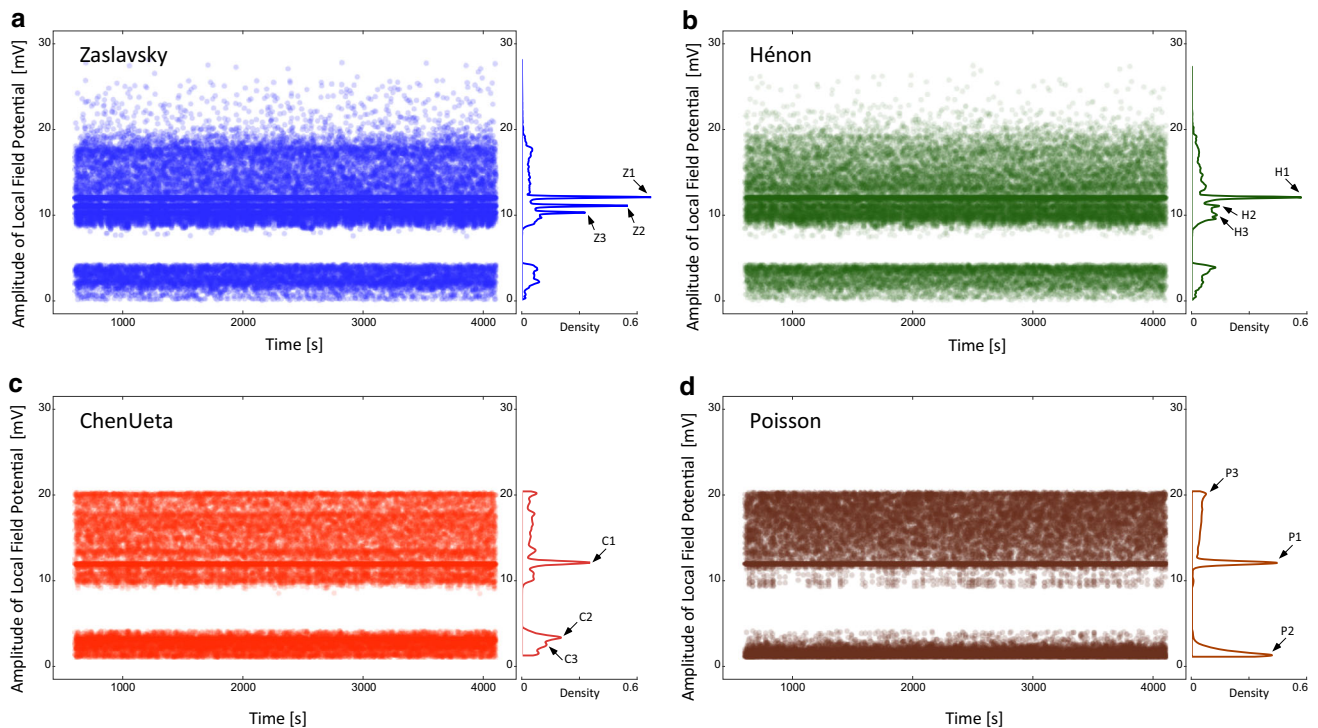 a
Zaslavsky
Amplitude of Local Field Potential [mV]
30
20
10
0
1000 2000 3000 4000
Time [s]
30
20
10
0
Z1
Z2
Z3
0 Density 0.6
b
Hénon
Amplitude of Local Field Potential [mV]
30
20
10
0
1000 2000 3000 4000
Time [s]
30
20
10
0
H1
H2
H3
0 Density 0.6
c
ChenUeta
Amplitude of Local Field Potential [mV]
30
20
10
0
1000 2000 3000 4000
Time [s]
30
20
10
0
C1
C2
C3
0 Density 0.6
d
Poisson
Amplitude of Local Field Potential [mV]
30
20
10
0
1000 2000 3000 4000
Time [s]
30
20
10
0
P3
P1
P2
0 Density 0.6